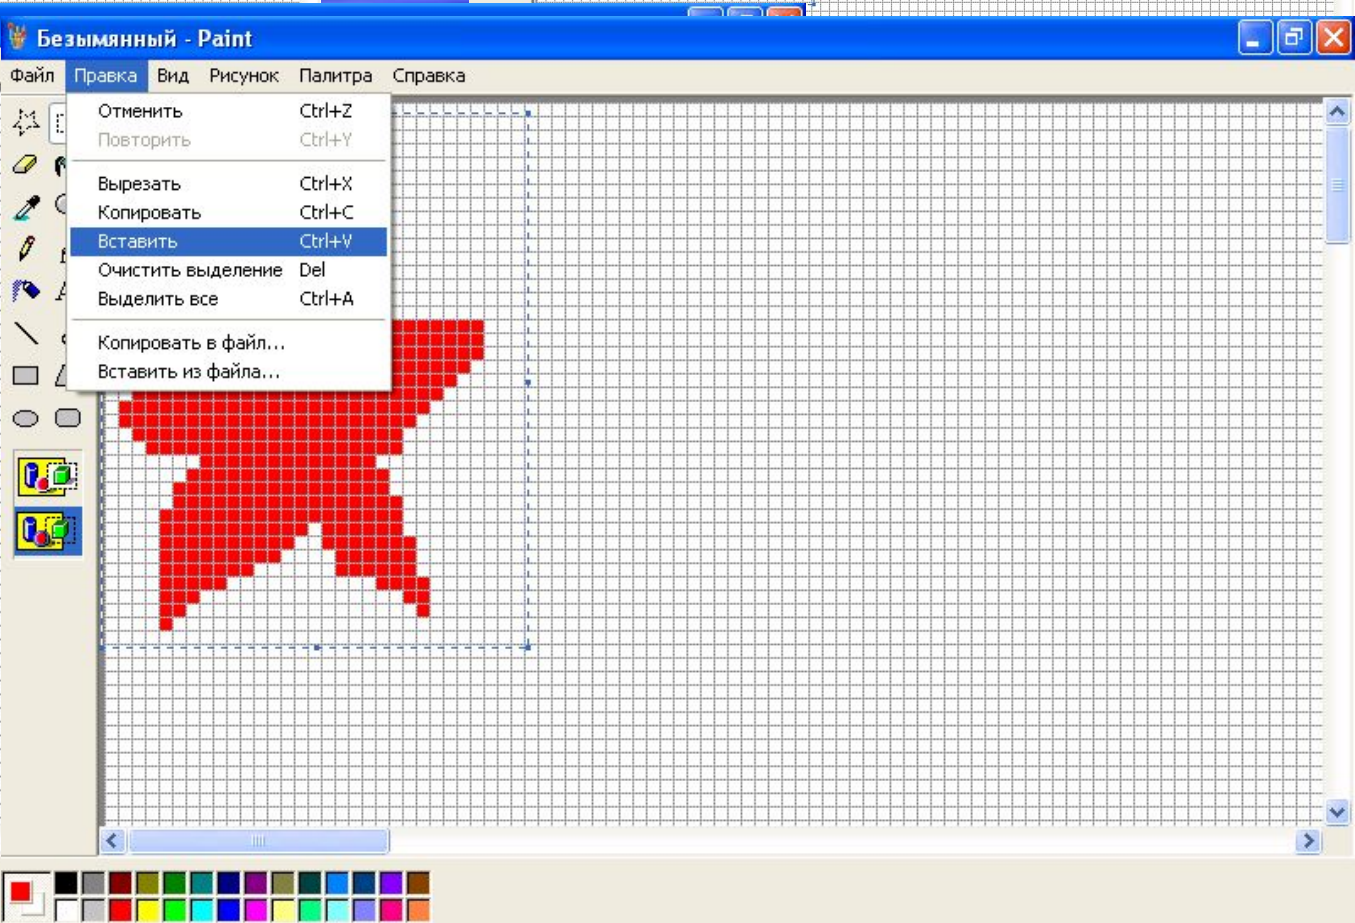 Безымянный - Paint
Файл Правка Вид Рисунок Палитра Справка
Отменить Ctrl+Z
Повторить Ctrl+Y
Вырезать Ctrl+X
Копировать Ctrl+C
Вставить Ctrl+V
Очистить выделение Del
Выделить все Ctrl+A
Копировать в файл...
Вставить из файла...